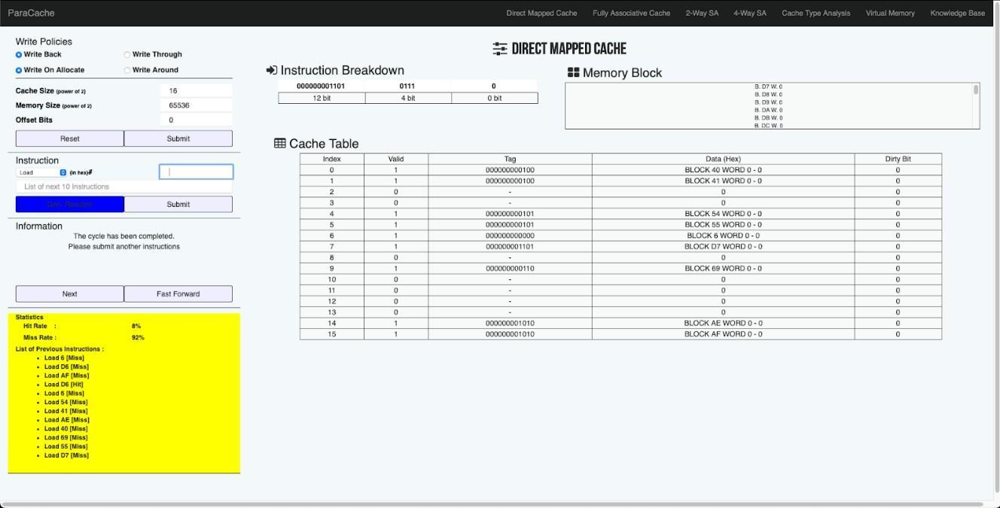 ParaCache Direct Mapped Cache Fully Associative Cache 2-Way SA 4-Way SA Cache Type Analysis Virtual Memory Knowledge Base
Write Policies
Write Back Write Through
Write On Allocate Write Around
Cache Size (power of 2) 16
Memory Size (power of 2) 65536
Offset Bits 0
Reset Submit
Instruction
Load (in hex)#
List of next 10 Instructions
Gen. Random Submit
Information
The cycle has been completed.
Please submit another instructions
Next Fast Forward
Statistics
Hit Rate : 8%
Miss Rate : 92%
List of Previous Instructions :
• Load 6 [Miss]
• Load D6 [Miss]
• Load AF [Miss]
• Load D6 [Hit]
• Load 6 [Miss]
• Load 54 [Miss]
• Load 41 [Miss]
• Load AE [Miss]
• Load 40 [Miss]
• Load 69 [Miss]
• Load 55 [Miss]
• Load D7 [Miss]
DIRECT MAPPED CACHE
Instruction Breakdown
000000001101 0111 0
12 bit 4 bit 0 bit
Memory Block
B. D7 W. 0
B. D8 W. 0
B. D9 W. 0
B. DA W. 0
B. DB W. 0
B. DC W. 0
Cache Table
Index Valid Tag Data (Hex) Dirty Bit
0 1 000000000100 BLOCK 40 WORD 0 - 0 0
1 1 000000000100 BLOCK 41 WORD 0 - 0 0
2 0 - 0 0
3 0 - 0 0
4 1 000000000101 BLOCK 54 WORD 0 - 0 0
5 1 000000000101 BLOCK 55 WORD 0 - 0 0
6 1 000000000000 BLOCK 6 WORD 0 - 0 0
7 1 000000001101 BLOCK D7 WORD 0 - 0 0
8 0 - 0 0
9 1 000000000110 BLOCK 69 WORD 0 - 0 0
10 0 - 0 0
11 0 - 0 0
12 0 - 0 0
13 0 - 0 0
14 1 000000001010 BLOCK AE WORD 0 - 0 0
15 1 000000001010 BLOCK AF WORD 0 - 0 0